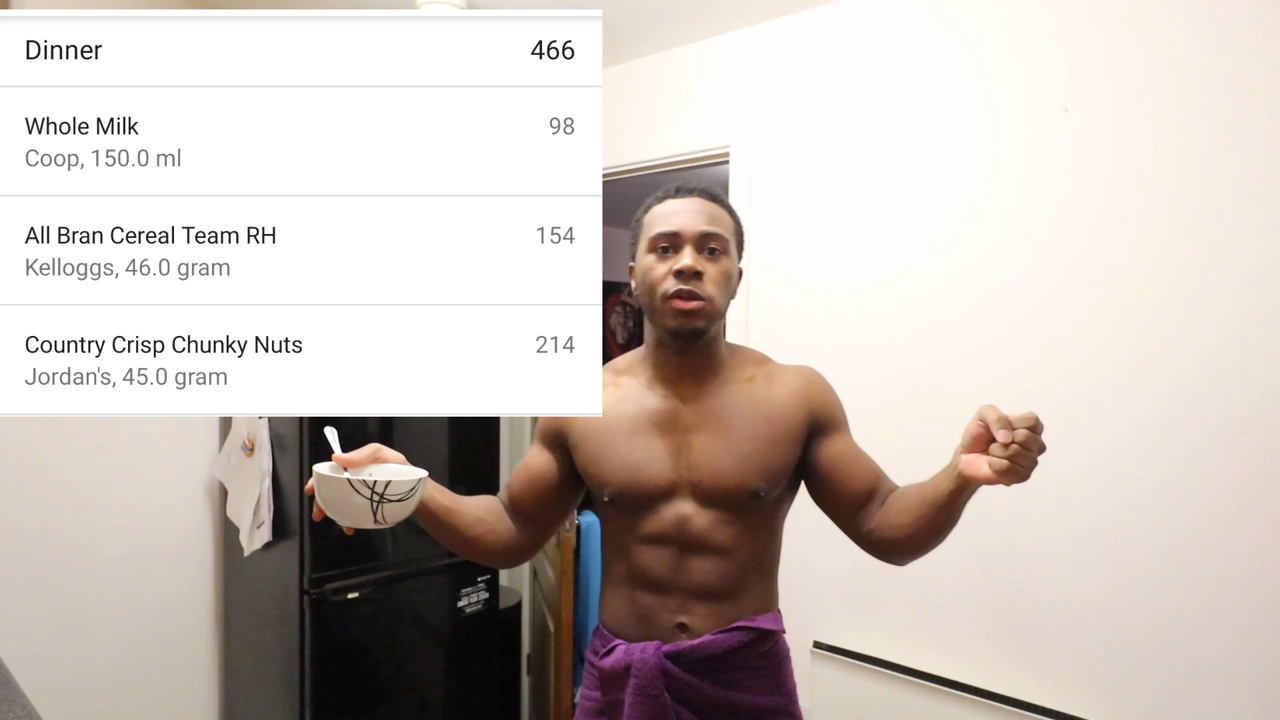 Dinner 466
Whole Milk 98
Coop, 150.0 ml
All Bran Cereal Team RH 154
Kelloggs, 46.0 gram
Country Crisp Chunky Nuts 214
Jordan's, 45.0 gram